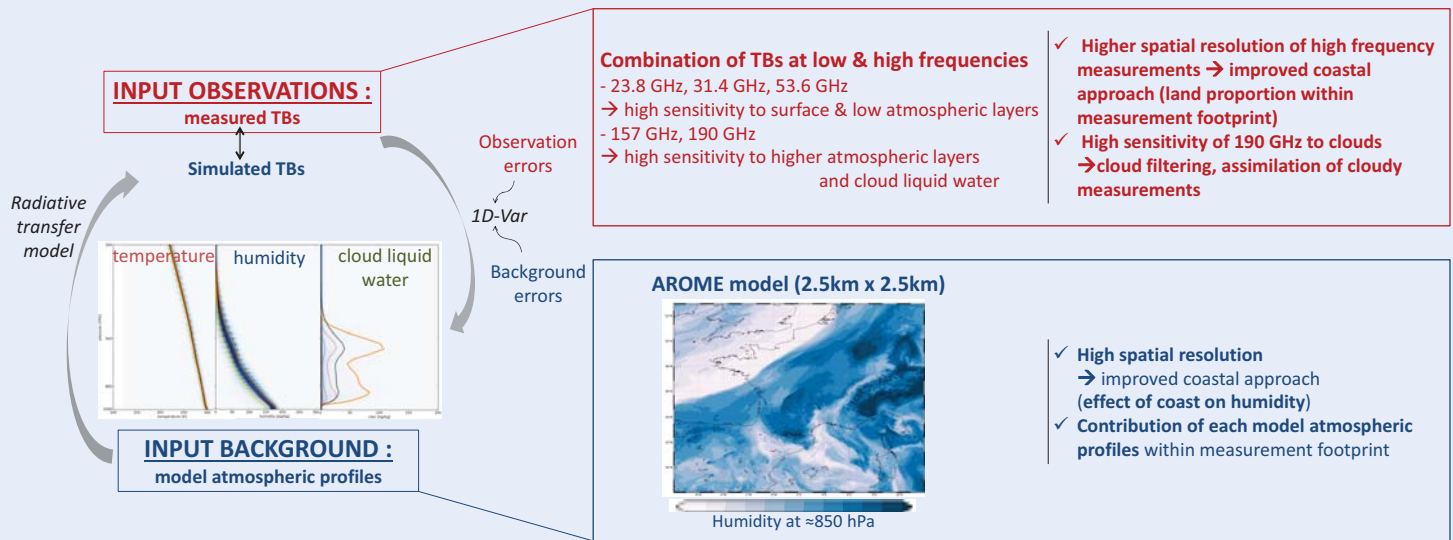 INPUT OBSERVATIONS :
measured TBs
Simulated TBs
Radiative
transfer
model
Observation
errors
1D-Var
Background
errors
temperature
humidity
cloud liquid
water
INPUT BACKGROUND :
model atmospheric profiles
Combination of TBs at low & high frequencies
- 23.8 GHz, 31.4 GHz, 53.6 GHz
→ high sensitivity to surface & low atmospheric layers
- 157 GHz, 190 GHz
→ high sensitivity to higher atmospheric layers
and cloud liquid water
✓ Higher spatial resolution of high frequency
measurements → improved coastal
approach (land proportion within
measurement footprint)
✓ High sensitivity of 190 GHz to clouds
→cloud filtering, assimilation of cloudy
measurements
AROME model (2.5km x 2.5km)
Humidity at ≈850 hPa
✓ High spatial resolution
→ improved coastal approach
(effect of coast on humidity)
✓ Contribution of each model atmospheric
profiles within measurement footprint